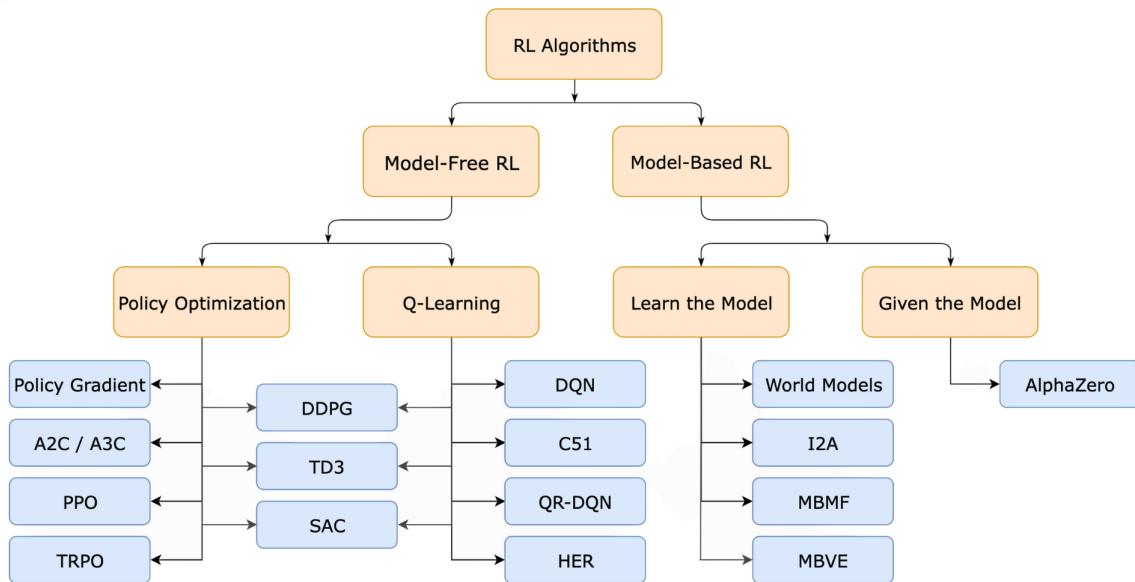 RL Algorithms
Model-Free RL
Model-Based RL
Policy Optimization
Q-Learning
Learn the Model
Given the Model
Policy Gradient
DDPG
DQN
World Models
AlphaZero
A2C / A3C
TD3
C51
I2A
PPO
SAC
QR-DQN
MBMF
TRPO
HER
MBVE